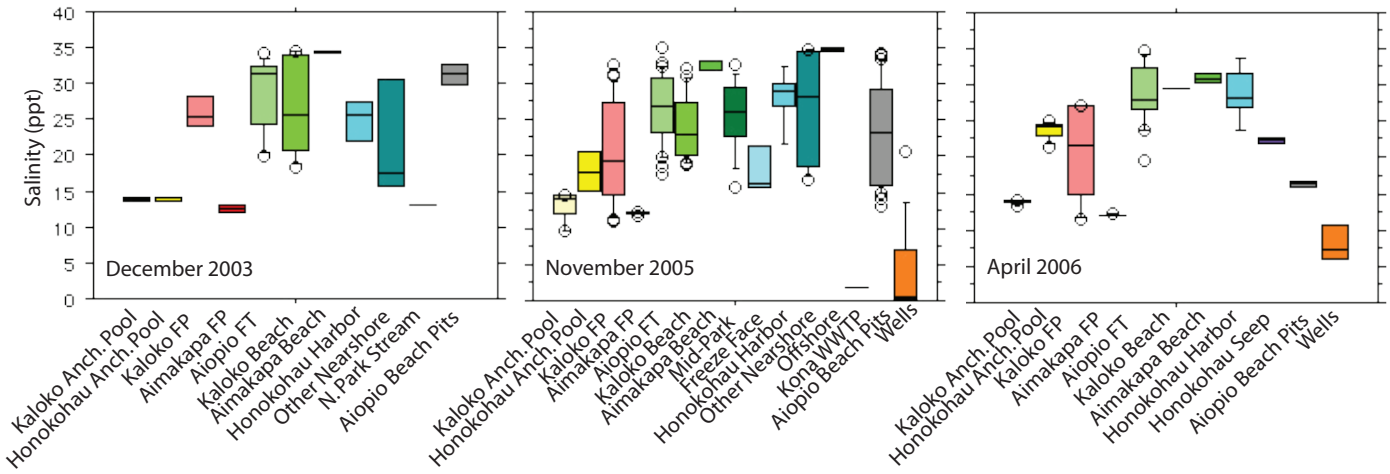 Salinity (ppt)
40
35
30
25
20
15
10
5
0
December 2003
November 2005
April 2006
Kaloko Anch. Pool
Honokohau Anch. Pool
Kaloko FP
Aimakapa FP
Aiopio FT
Kaloko Beach
Aimakapa Beach
Honokohau Harbor
Other Nearshore
N. Park Stream
Aiopio Beach Pits
Kaloko Anch. Pool
Honokohau Anch. Pool
Kaloko FP
Aimakapa FP
Aiopio FT
Kaloko Beach
Aimakapa Beach
Mid-Park
Freeze Face
Honokohau Harbor
Other Nearshore
Offshore
Kona WWTP
Aiopio Beach Pits
Wells
Kaloko Anch. Pool
Honokohau Anch. Pool
Kaloko FP
Aimakapa FP
Aiopio FT
Kaloko Beach
Aimakapa Beach
Honokohau Harbor
Honokohau Seep
Aiopio Beach Pits
Wells